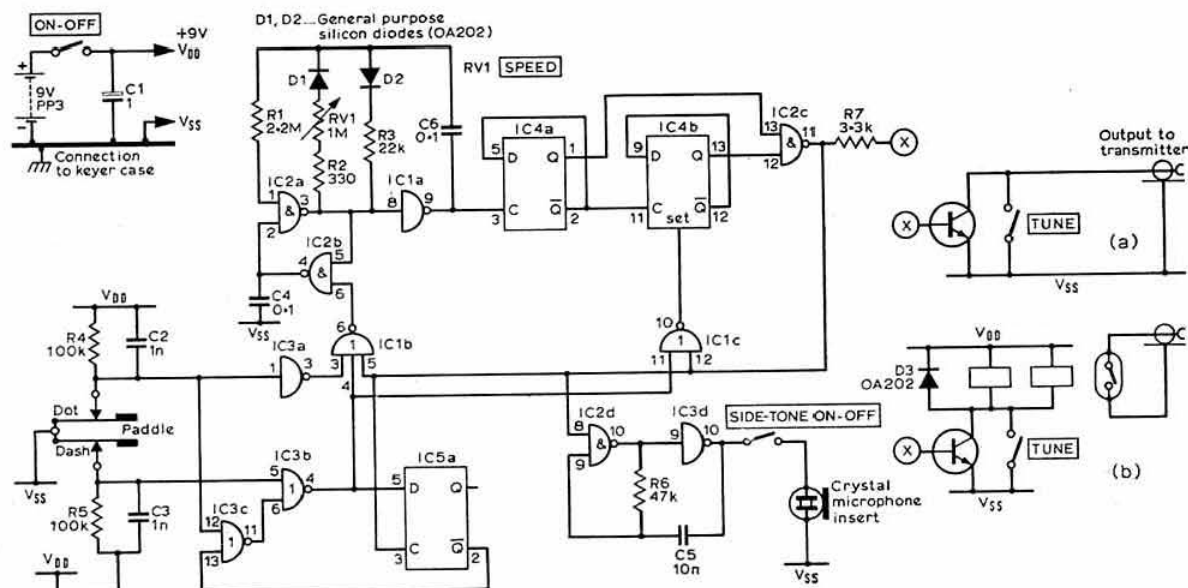 ON-OFF
+9V
VDD
+
9V
PP3
-
C1
1
VSS
Connection
to keyer case
D1, D2....General purpose
silicon diodes (OA202)
RV1 SPEED
D1
D2
R1
2·2M
RV1
1M
R2
330
R3
22k
C6
0·1
IC2a
1
2
&
3
IC1a
8
9
IC4a
5
D
Q
1
C
3
Q
2
IC4b
9
D
Q
13
11
C
set
Q
12
IC2c
13
12
&
11
R7
3·3k
X
Output to
transmitter
C
X
TUNE
(a)
VSS
IC2b
4
&
5
6
C4
0·1
VSS
VDD
R4
100k
C2
1n
IC3a
1
3
6
1
IC1b
3
4
5
10
1
IC1c
11
12
Dot
Paddle
Dash
VSS
R5
100k
C3
1n
VDD
IC3b
5
6
1
4
IC3c
12
13
1
11
IC5a
5
D
Q
C
3
Q
2
IC2d
8
9
&
10
IC3d
9
10
R6
47k
C5
10n
SIDE-TONE ON-OFF
Crystal
microphone
insert
VSS
VDD
D3
OA202
C
X
TUNE
(b)
VSS